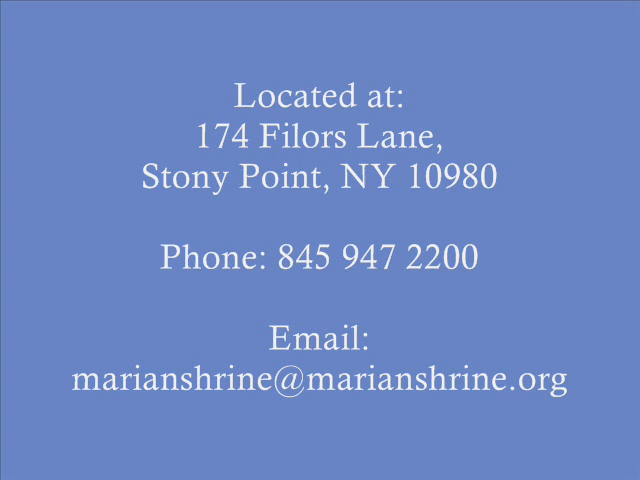 Located at:
174 Filors Lane,
Stony Point, NY 10980
Phone: 845 947 2200
Email:
marianshrine@marianshrine.org